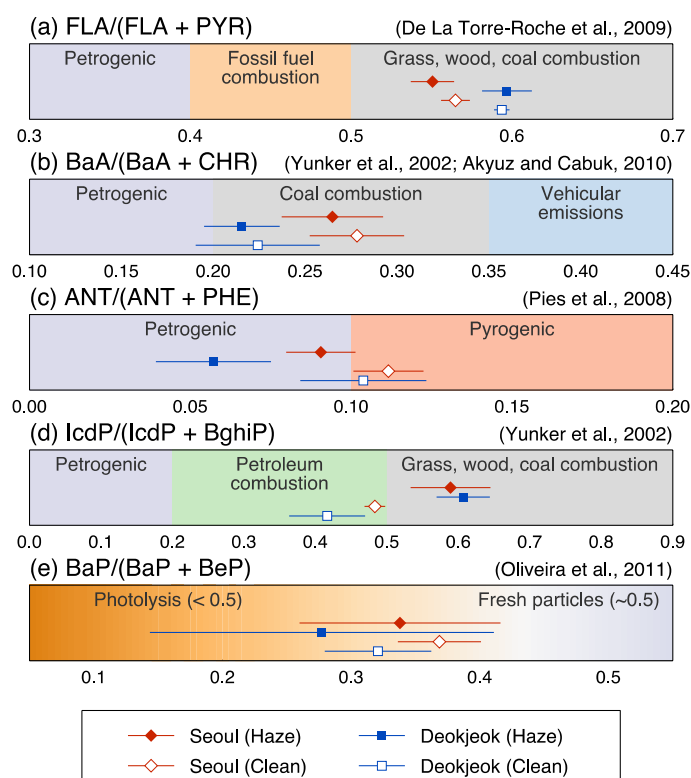 (a) FLA/(FLA + PYR) (De La Torre-Roche et al., 2009)
Petrogenic Fossil fuel Grass, wood, coal combustion
combustion
0.3 0.4 0.5 0.6 0.7
(b) BaA/(BaA + CHR) (Yunker et al., 2002; Akyuz and Cabuk, 2010)
Petrogenic Coal combustion Vehicular
emissions
0.10 0.15 0.20 0.25 0.30 0.35 0.40 0.45
(c) ANT/(ANT + PHE) (Pies et al., 2008)
Petrogenic Pyrogenic
0.00 0.05 0.10 0.15 0.20
(d) IcdP/(IcdP + BghiP) (Yunker et al., 2002)
Petrogenic Petroleum Grass, wood, coal combustion
combustion
0.0 0.1 0.2 0.3 0.4 0.5 0.6 0.7 0.8 0.9
(e) BaP/(BaP + BeP) (Oliveira et al., 2011)
Photolysis (< 0.5) Fresh particles (~0.5)
0.1 0.2 0.3 0.4 0.5
Seoul (Haze) Deokjeok (Haze)
Seoul (Clean) Deokjeok (Clean)